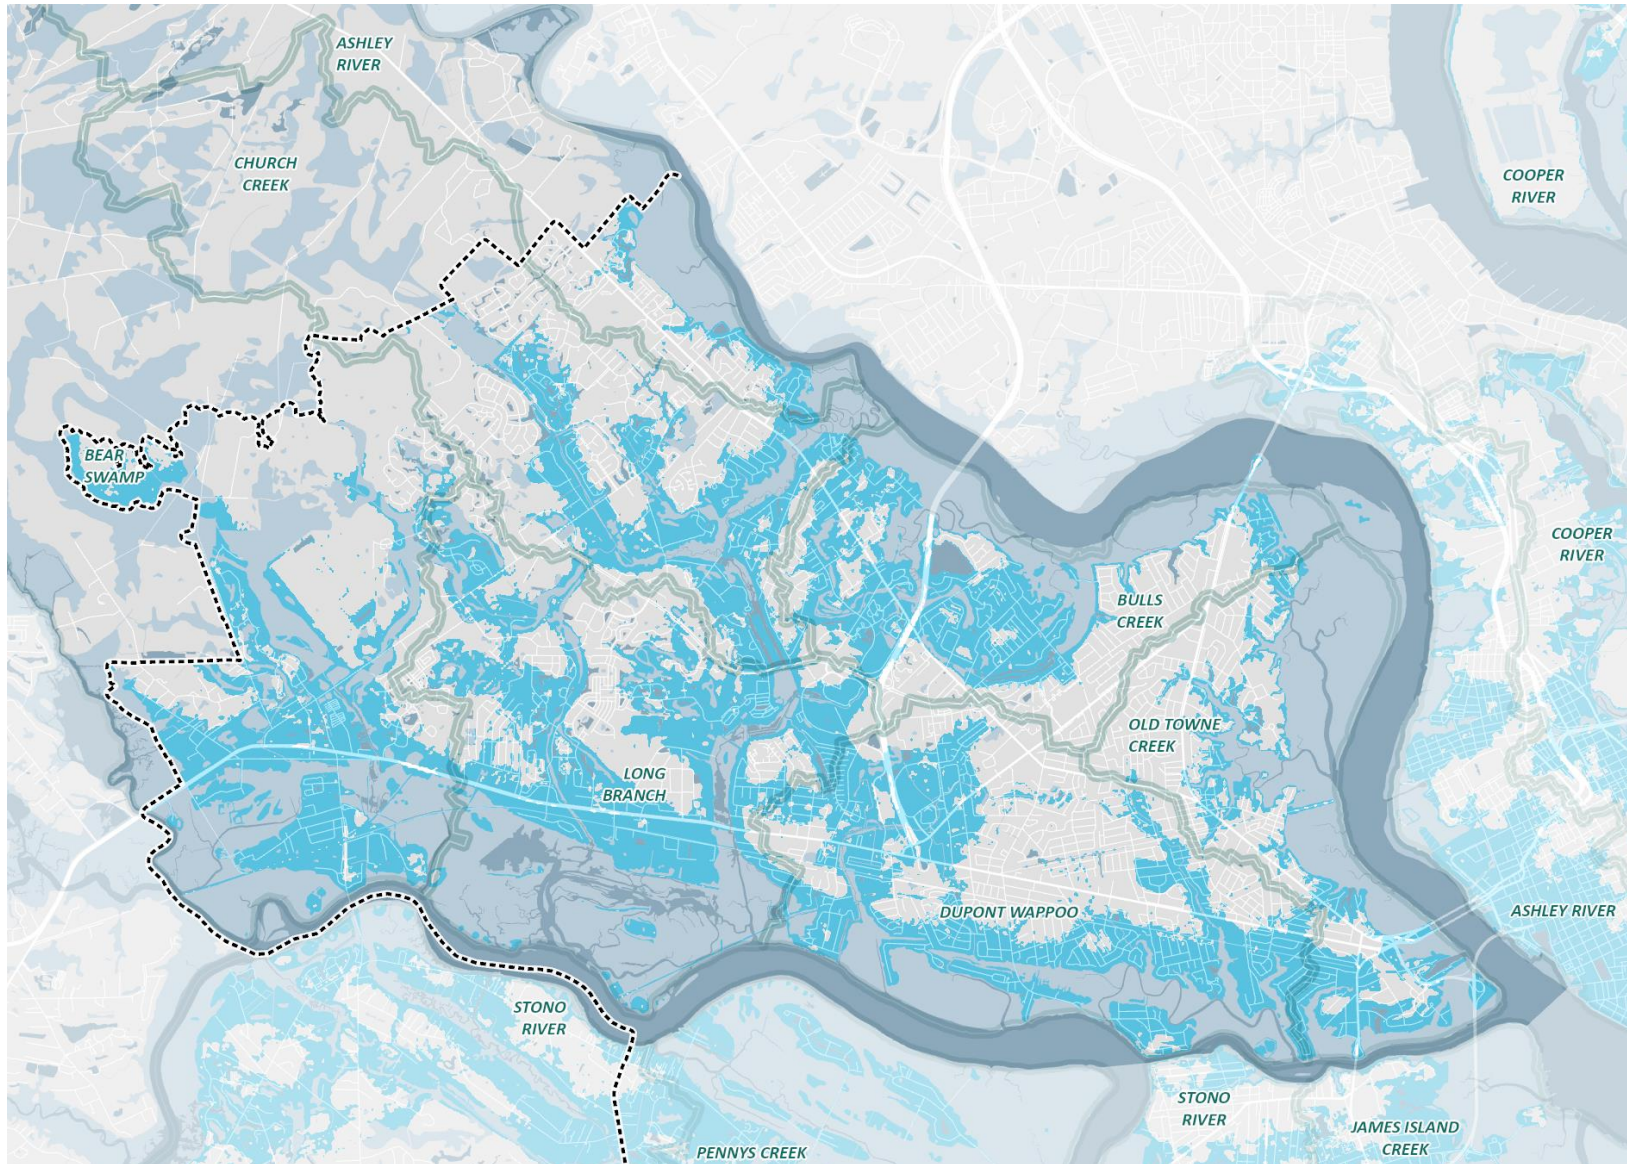 ASHLEY
RIVER
CHURCH
CREEK
COOPER
RIVER
BEAR
SWAMP
COOPER
RIVER
BULLS
CREEK
OLD TOWNE
CREEK
LONG
BRANCH
DUPONT WAPPOO
ASHLEY RIVER
STONO
RIVER
STONO
RIVER
JAMES ISLAND
CREEK
PENNYS CREEK